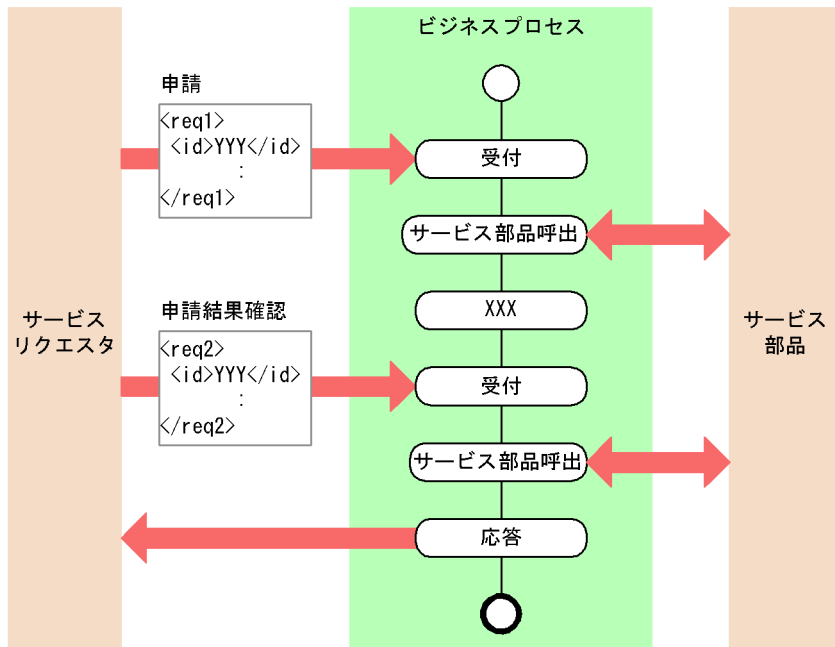 ビジネスプロセス
申請
<req1>
<id>YYY</id>
:
</req1>
受付
サービス部品呼出
XXX
サービス
リクエスタ
サービス
部品
申請結果確認
<req2>
<id>YYY</id>
:
</req2>
受付
サービス部品呼出
応答